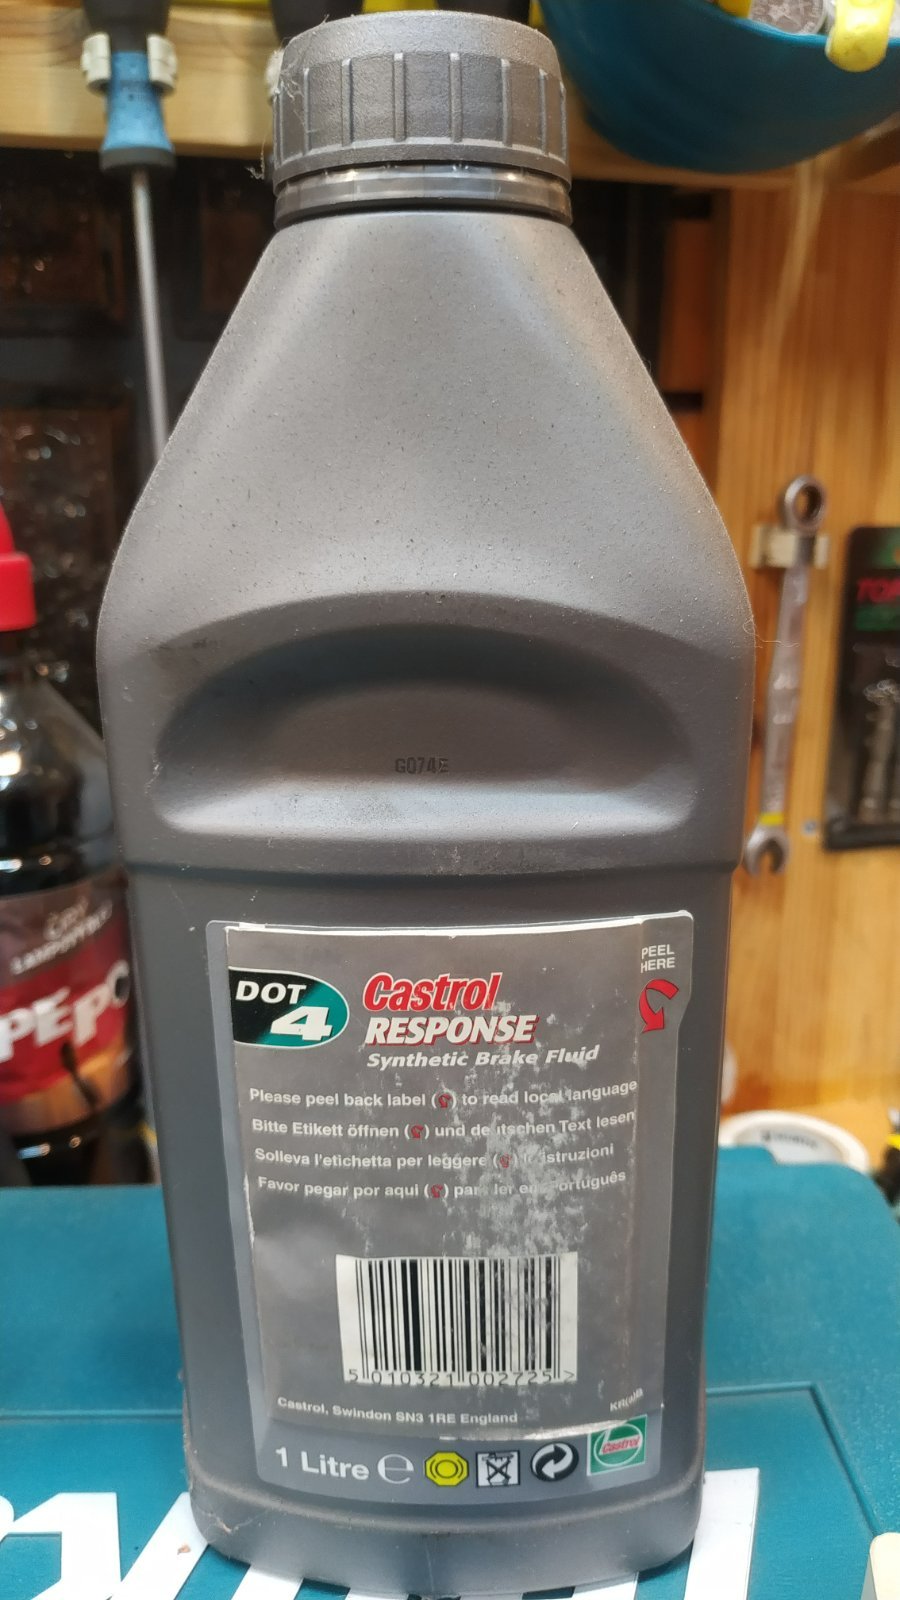 G074E
DOT
4
Castrol
RESPONSE
Synthetic Brake Fluid
PEEL
HERE
Please peel back label ( ) to read local language
Bitte Etikett öffnen ( ) und deutschen Text lesen
Solleva l'etichetta per leggere ( ) istruzioni
Favor pegar por aqui ( ) para ler em Português
5 010321 002725 >
Castrol, Swindon SN3 1RE England
1 Litre e
Castrol
PEPO
TOP